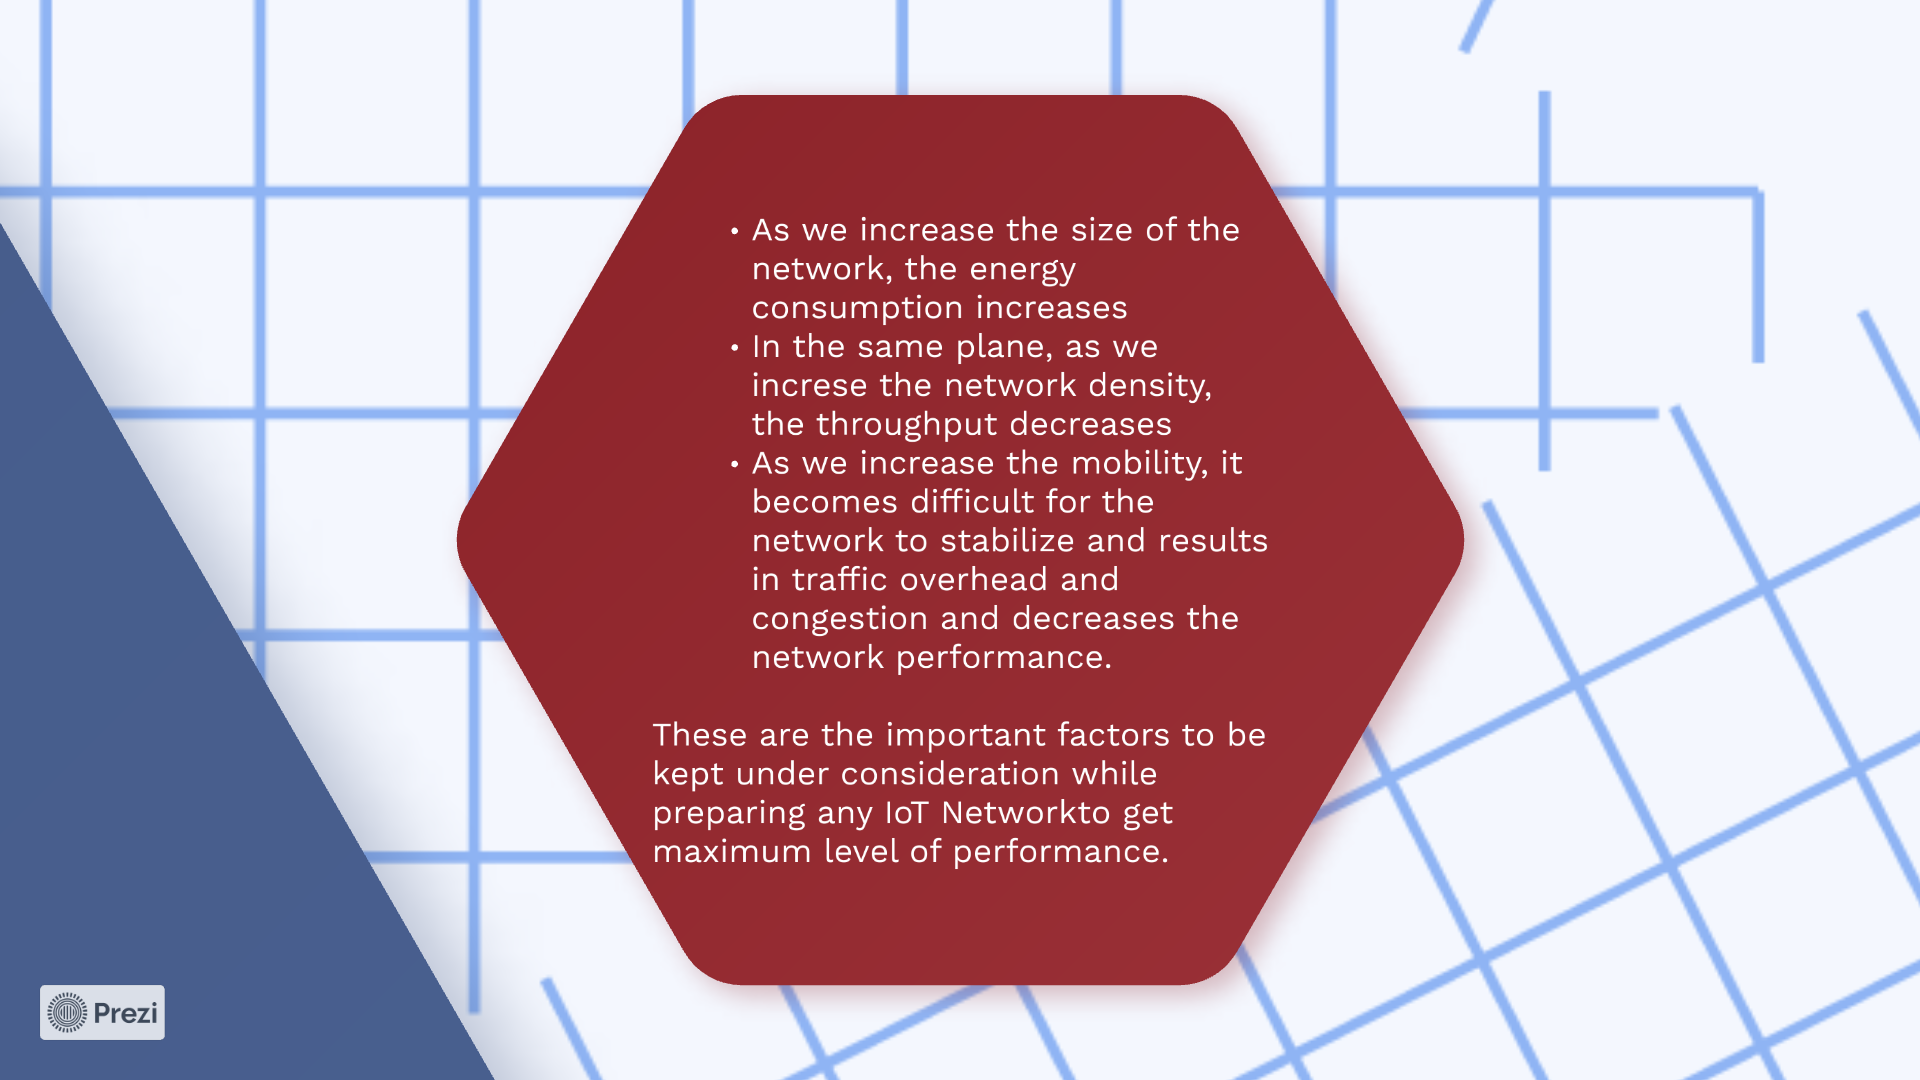 • As we increase the size of the
network, the energy
consumption increases
• In the same plane, as we
increse the network density,
the throughput decreases
• As we increase the mobility, it
becomes difficult for the
network to stabilize and results
in traffic overhead and
congestion and decreases the
network performance.
These are the important factors to be
kept under consideration while
preparing any IoT Networkto get
maximum level of performance.
Prezi